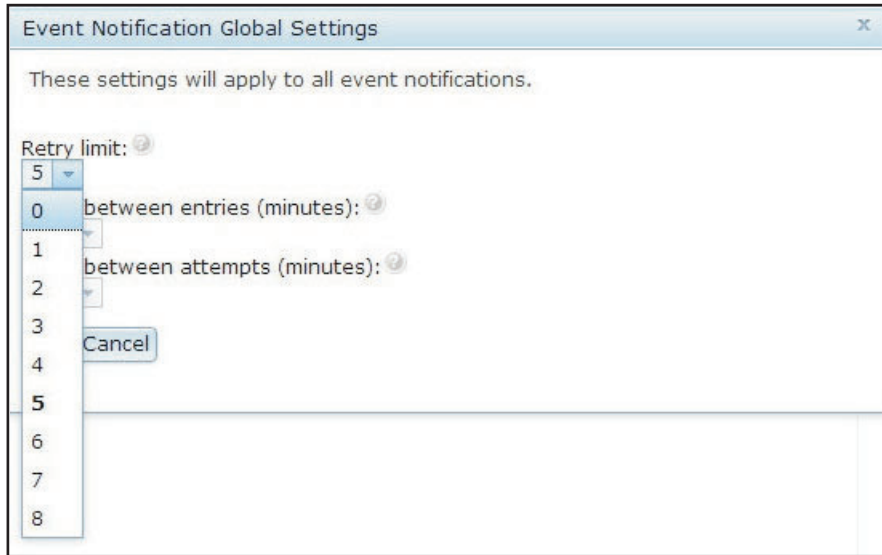 Event Notification Global Settings x
These settings will apply to all event notifications.
Retry limit: ?
5
0
between entries (minutes): ?
1
between attempts (minutes): ?
2
3
Cancel
4
5
6
7
8